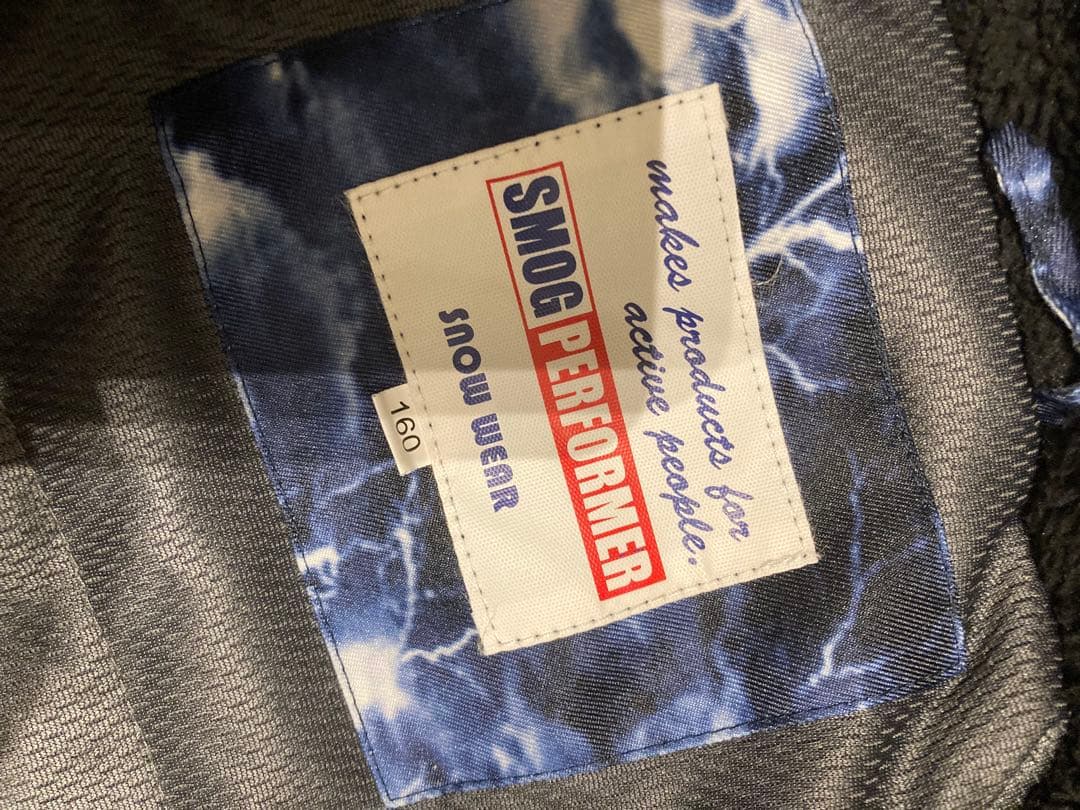 makes products for
active people.
SMOG PERFORMER
SNOW WEAR
160